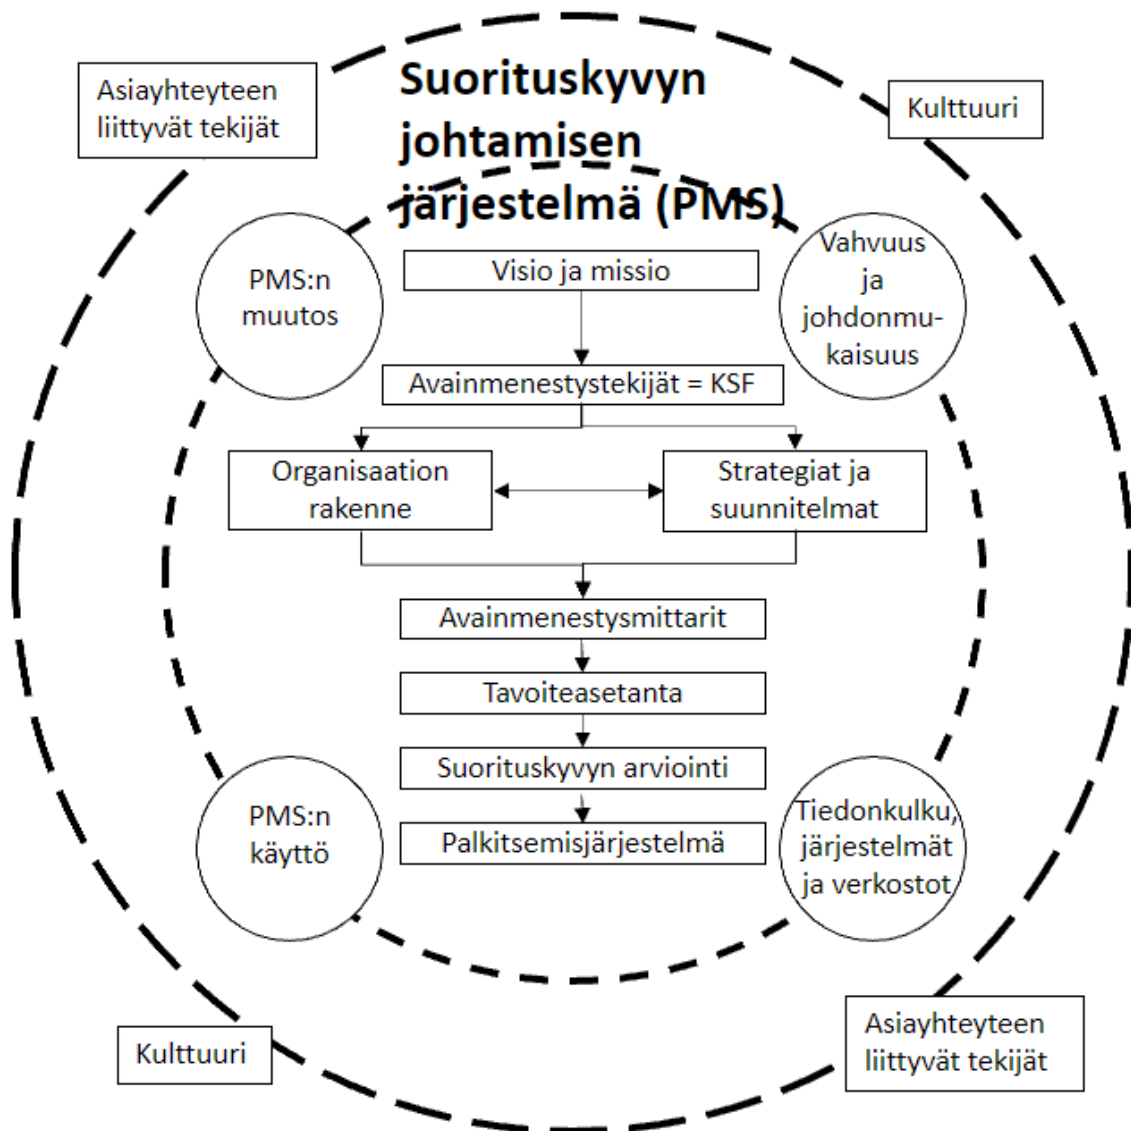 Suorituskyvyn
johtamisen
järjestelmä (PMS)
Asiayhteyteen
liittyvät tekijät
Kulttuuri
PMS:n
muutos
Visio ja missio
Vahvuus
ja
johdonmu-
kaisuus
Avainmenestystekijät = KSF
Organisaation
rakenne
Strategiat ja
suunnitelmat
Avainmenestysmittarit
Tavoiteasetanta
Suorituskyvyn arviointi
Palkitsemisjärjestelmä
PMS:n
käyttö
Tiedonkulku,
järjestelmät
ja verkostot
Kulttuuri
Asiayhteyteen
liittyvät tekijät